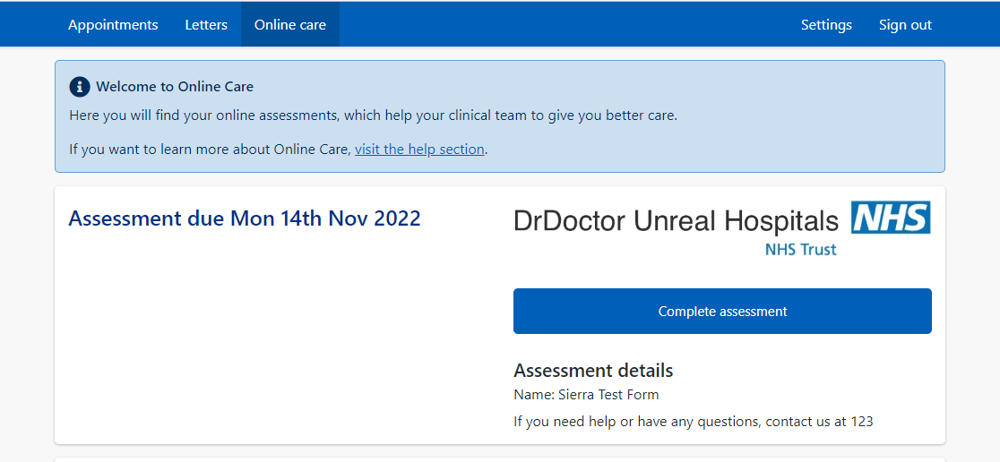 Appointments Letters Online care Settings Sign out
Welcome to Online Care
Here you will find your online assessments, which help your clinical team to give you better care.
If you want to learn more about Online Care, visit the help section.
Assessment due Mon 14th Nov 2022
DrDoctor Unreal Hospitals NHS
NHS Trust
Complete assessment
Assessment details
Name: Sierra Test Form
If you need help or have any questions, contact us at 123